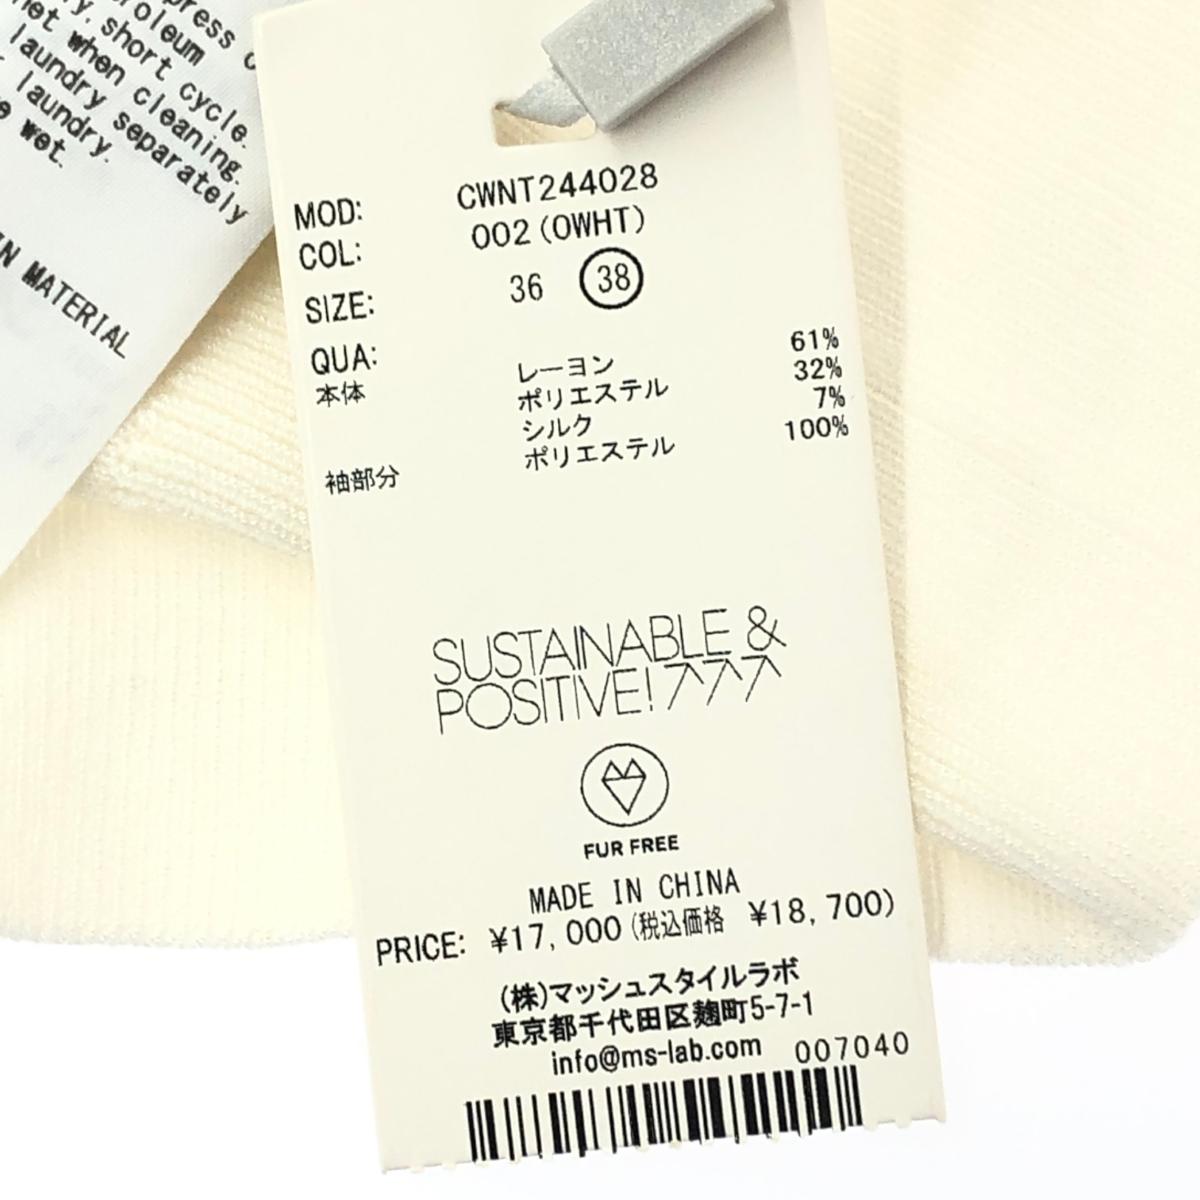 press
roleum
short cycle.
when cleaning.
laundry separately
laundry.
wet.
IN MATERIAL
MOD: CWNT244028
COL: 002(OWHT)
SIZE: 36 38
QUA:
本体 レーヨン 61%
ポリエステル 32%
シルク 7%
袖部分 ポリエステル 100%
SUSTAINABLE &
POSITIVE!
FUR FREE
MADE IN CHINA
PRICE: ¥17,000(税込価格 ¥18,700)
(株)マッシュスタイルラボ
東京都千代田区麹町5-7-1
info@ms-lab.com 007040